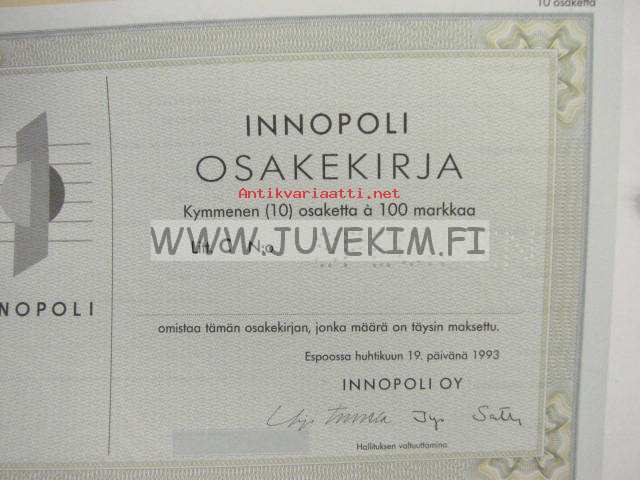 10 osaketta
INNOPOLI
OSAKEKIRJA
Antikvariaatti.net
Kymmenen (10) osaketta à 100 markkaa
WWW.JUVEKIM.FI
Litt. C N:o
NOPOLI
omistaa tämän osakekirjan, jonka määrä on täysin maksettu.
Espoossa huhtikuun 19. päivänä 1993
INNOPOLI OY
Hallituksen valtuuttamina